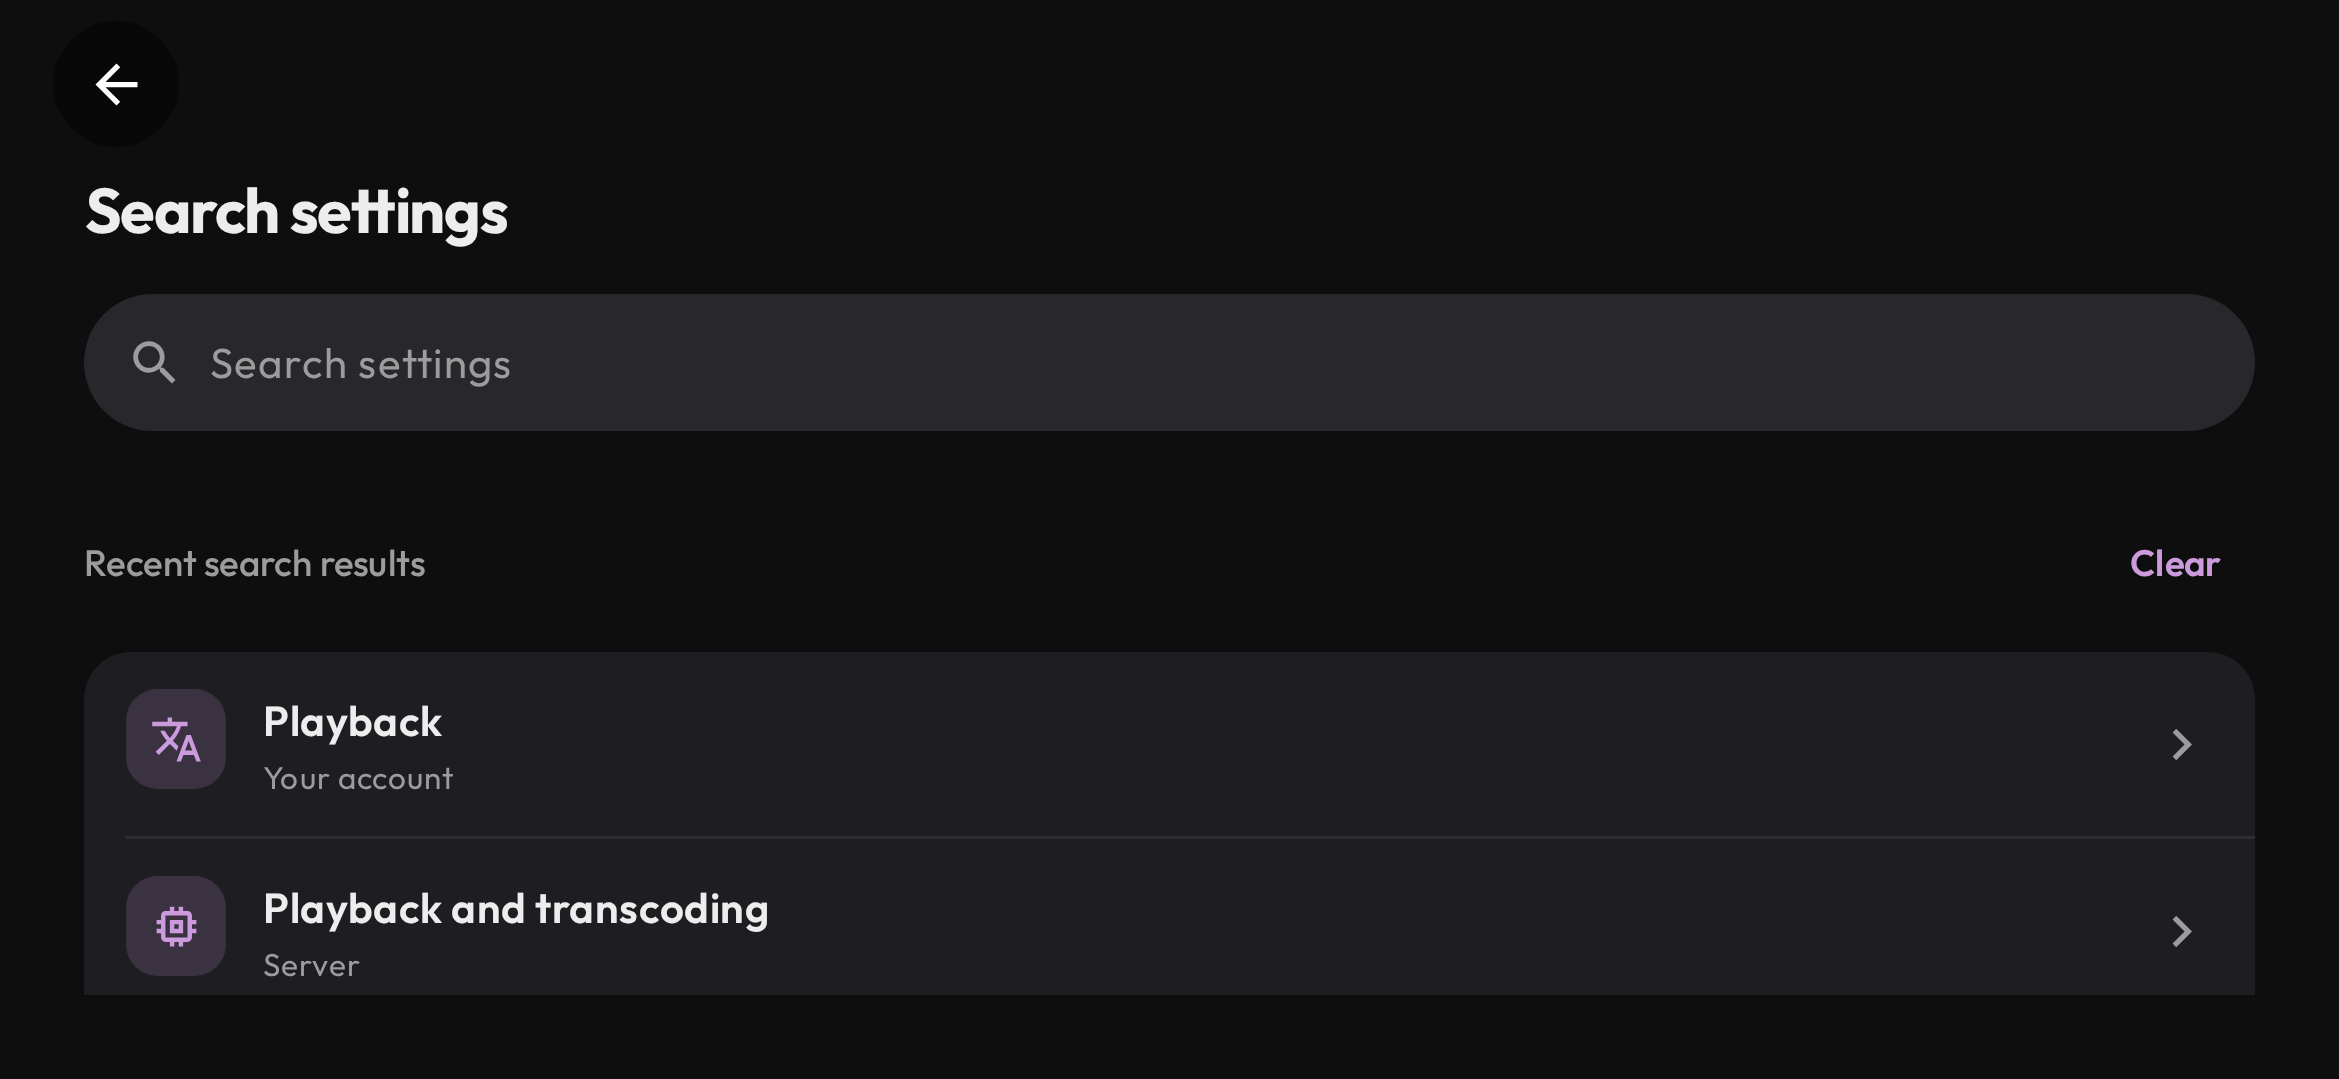 Search settings
Search settings
Recent search results
Clear
Playback
Your account
Playback and transcoding
Server